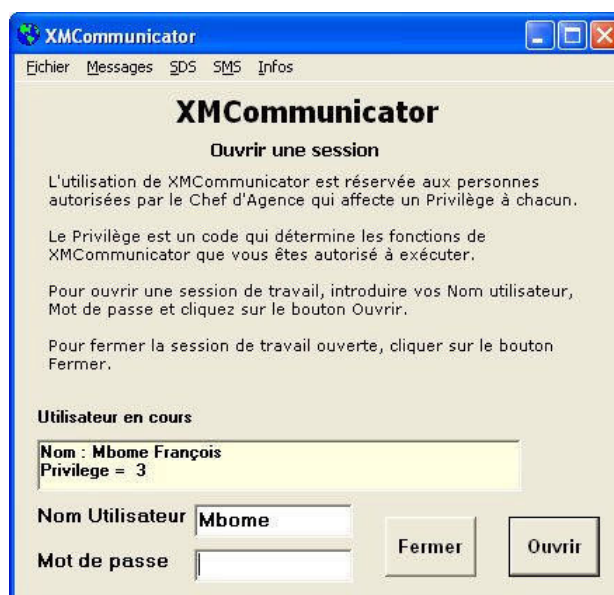 XMCommunicator
Fichier Messages SDS SMS Infos
XMCommunicator
Ouvrir une session
L'utilisation de XMCommunicator est réservée aux personnes
autorisées par le Chef d'Agence qui affecte un Privilège à chacun.
Le Privilège est un code qui détermine les fonctions de
XMCommunicator que vous êtes autorisé à exécuter.
Pour ouvrir une session de travail, introduire vos Nom utilisateur,
Mot de passe et cliquez sur le bouton Ouvrir.
Pour fermer la session de travail ouverte, cliquer sur le bouton
Fermer.
Utilisateur en cours
Nom : Mbome François
Privilege = 3
Nom Utilisateur Mbome
Mot de passe
Fermer Ouvrir